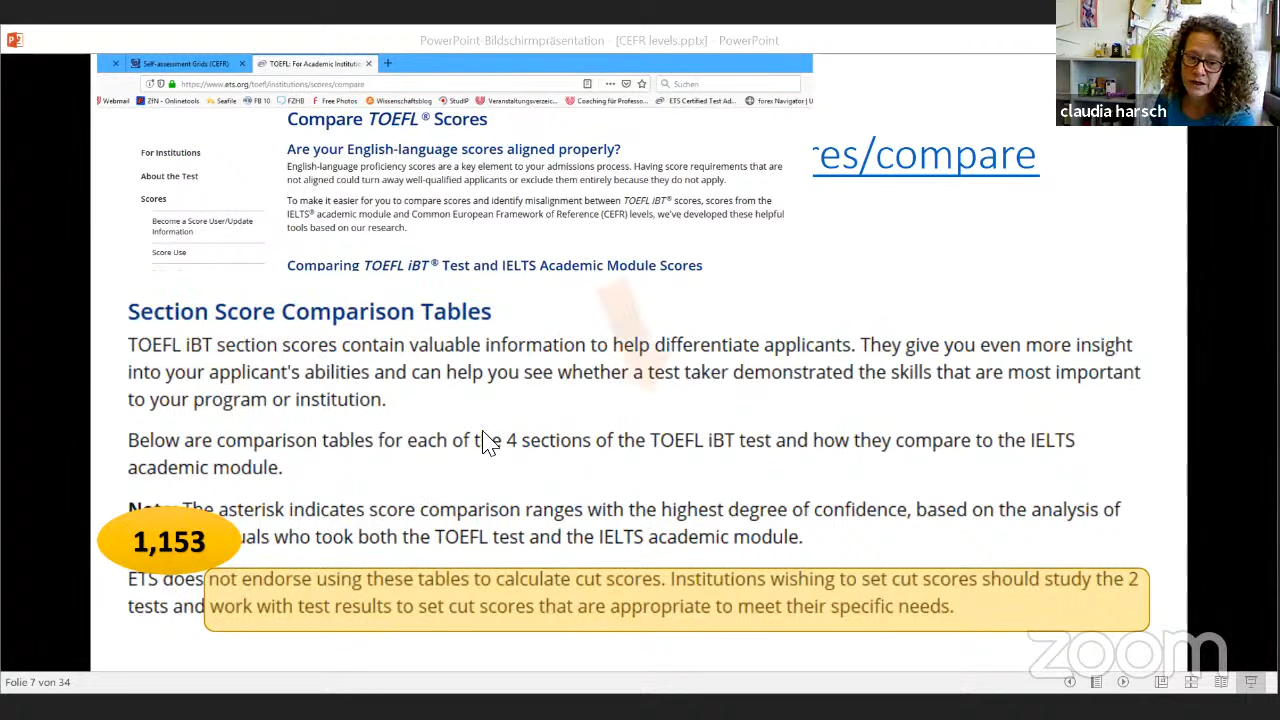 PowerPoint-Bildschirmpräsentation - [CEFR levels.pptx] - PowerPoint
claudia harsch
Self-assessment Grids (CEFR)
TOEFL: For Academic Institutio
https://www.ets.org/toefl/institutions/scores/compare
Suchen
Webmail ZfN - Onlinetools Seafile FB 10 FZHB Free Photos Wissenschaftsblog StudIP Veranstaltungsverzeic... Coaching für Professo... ETS Certified Test Ad... forex Navigator | U
Compare TOEFL® Scores
res/compare
For Institutions
About the Test
Scores
Become a Score User/Update
Information
Score Use
Are your English-language scores aligned properly?
English-language proficiency scores are a key element to your admissions process. Having score requirements that are
not aligned could turn away well-qualified applicants or exclude them entirely because they do not apply.
To make it easier for you to compare scores and identify misalignment between TOEFL iBT® scores, scores from the
IELTS® academic module and Common European Framework of Reference (CEFR) levels, we've developed these helpful
tools based on our research.
Comparing TOEFL iBT® Test and IELTS Academic Module Scores
Section Score Comparison Tables
TOEFL iBT section scores contain valuable information to help differentiate applicants. They give you even more insight
into your applicant's abilities and can help you see whether a test taker demonstrated the skills that are most important
to your program or institution.
Below are comparison tables for each of the 4 sections of the TOEFL iBT test and how they compare to the IELTS
academic module.
The asterisk indicates score comparison ranges with the highest degree of confidence, based on the analysis of
1,153 uals who took both the TOEFL test and the IELTS academic module.
ETS does not endorse using these tables to calculate cut scores. Institutions wishing to set cut scores should study the 2
tests and work with test results to set cut scores that are appropriate to meet their specific needs.
zoom
Folie 7 von 34